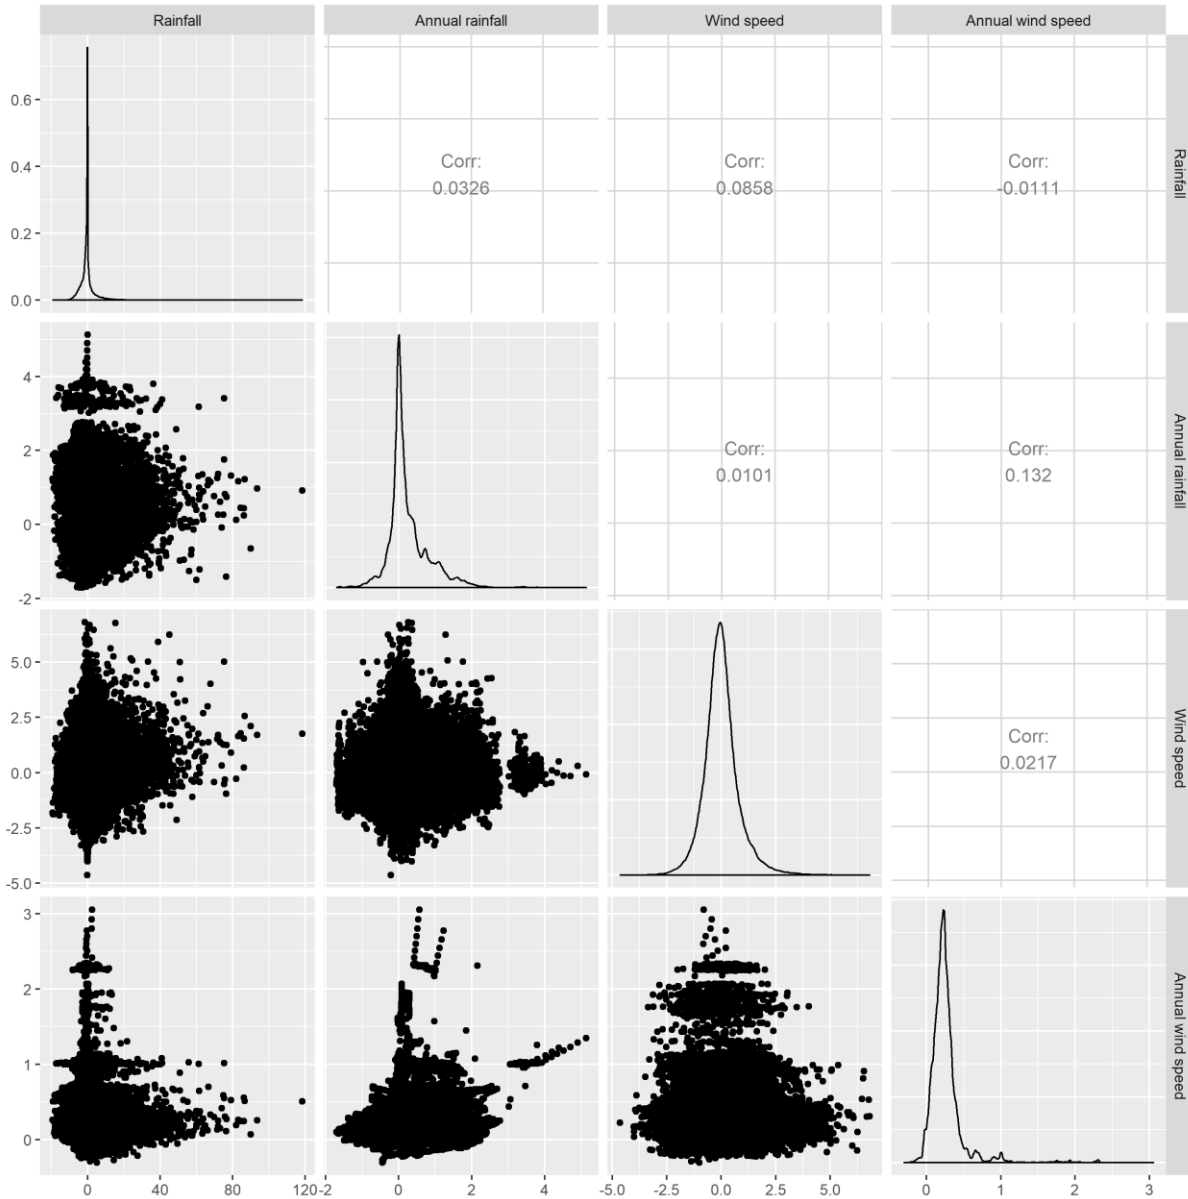 Rainfall Annual rainfall Wind speed Annual wind speed
0.6
0.4
0.2
0.0
Corr:
0.0326
Corr:
0.0858
Corr:
-0.0111
Rainfall
4
2
0
-2
Corr:
0.0101
Corr:
0.132
Annual rainfall
5.0
2.5
0.0
-2.5
-5.0
Corr:
0.0217
Wind speed
3
2
1
0
Annual wind speed
0 40 80 120 -2 0 2 4 -5.0 -2.5 0.0 2.5 5.0 0 1 2 3